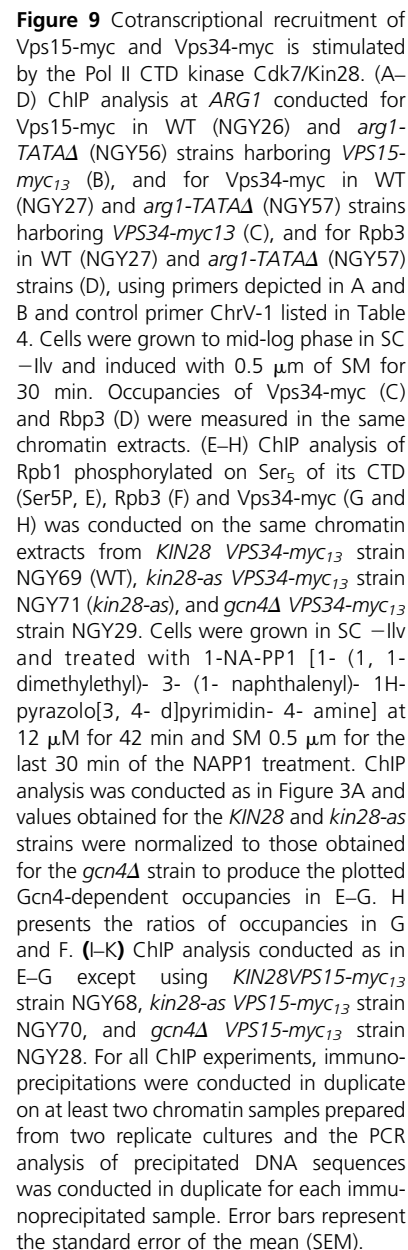 Figure 9 Cotranscriptional recruitment of
Vps15-myc and Vps34-myc is stimulated
by the Pol II CTD kinase Cdk7/Kin28. (A–
D) ChIP analysis at ARG1 conducted for
Vps15-myc in WT (NGY26) and arg1-
TATAΔ (NGY56) strains harboring VPS15-
myc13 (B), and for Vps34-myc in WT
(NGY27) and arg1-TATAΔ (NGY57) strains
harboring VPS34-myc13 (C), and for Rpb3
in WT (NGY27) and arg1-TATAΔ (NGY57)
strains (D), using primers depicted in A and
B and control primer ChrV-1 listed in Table
4. Cells were grown to mid-log phase in SC
−Ilv and induced with 0.5 μm of SM for
30 min. Occupancies of Vps34-myc (C)
and Rbp3 (D) were measured in the same
chromatin extracts. (E–H) ChIP analysis of
Rpb1 phosphorylated on Ser5 of its CTD
(Ser5P, E), Rpb3 (F) and Vps34-myc (G and
H) was conducted on the same chromatin
extracts from KIN28 VPS34-myc13 strain
NGY69 (WT), kin28-as VPS34-myc13 strain
NGY71 (kin28-as), and gcn4Δ VPS34-myc13
strain NGY29. Cells were grown in SC −Ilv
and treated with 1-NA-PP1 [1- (1, 1-
dimethylethyl)- 3- (1- naphthalenyl)- 1H-
pyrazolo[3, 4- d]pyrimidin- 4- amine] at
12 μM for 42 min and SM 0.5 μm for the
last 30 min of the NAPP1 treatment. ChIP
analysis was conducted as in Figure 3A and
values obtained for the KIN28 and kin28-as
strains were normalized to those obtained
for the gcn4Δ strain to produce the plotted
Gcn4-dependent occupancies in E–G. H
presents the ratios of occupancies in G
and F. (I–K) ChIP analysis conducted as in
E–G except using KIN28VPS15-myc13
strain NGY68, kin28-as VPS15-myc13 strain
NGY70, and gcn4Δ VPS15-myc13 strain
NGY28. For all ChIP experiments, immuno-
precipitations were conducted in duplicate
on at least two chromatin samples prepared
from two replicate cultures and the PCR
analysis of precipitated DNA sequences
was conducted in duplicate for each immu-
noprecipitated sample. Error bars represent
the standard error of the mean (SEM).